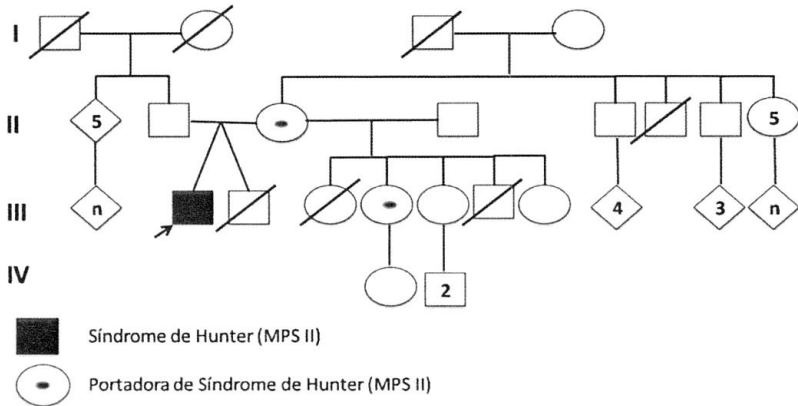 I
II
5
5
III
n
4
3
n
IV
2
Síndrome de Hunter (MPS II)
Portadora de Síndrome de Hunter (MPS II)